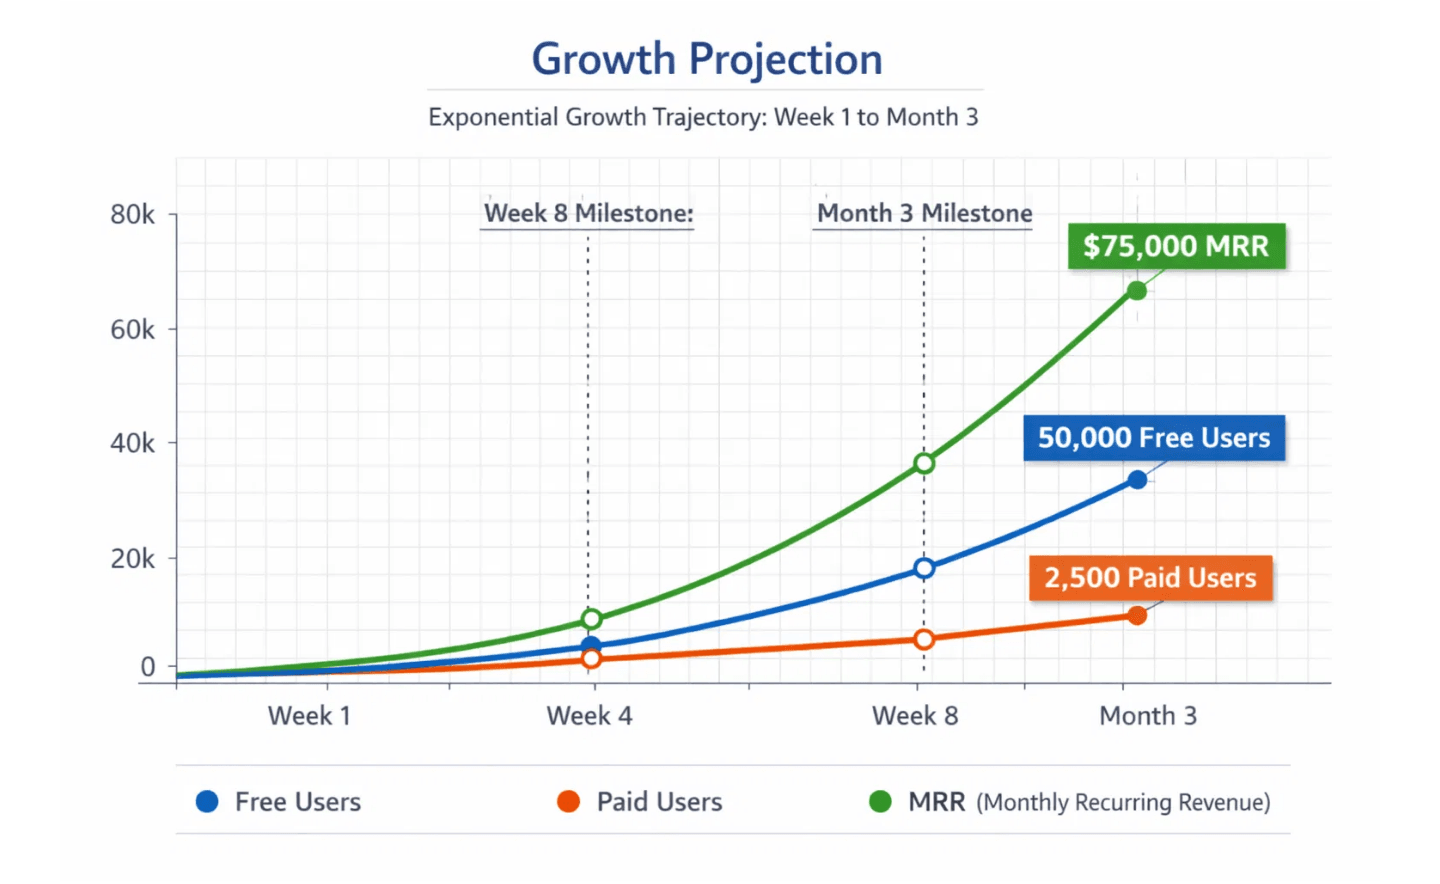 Growth Projection
Exponential Growth Trajectory: Week 1 to Month 3
80k
60k
40k
20k
0
Week 8 Milestone:
Month 3 Milestone
$75,000 MRR
50,000 Free Users
2,500 Paid Users
Week 1
Week 4
Week 8
Month 3
Free Users
Paid Users
MRR (Monthly Recurring Revenue)